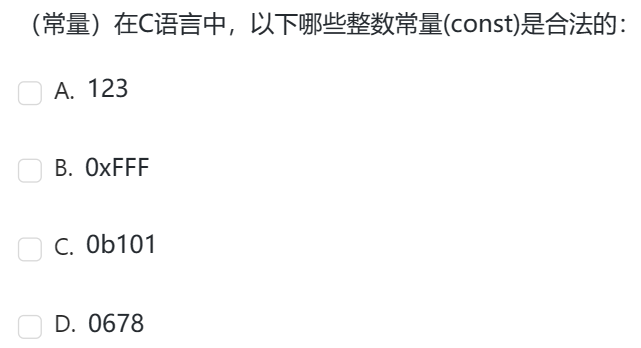 （常量）在C语言中，以下哪些整数常量(const)是合法的：
A. 123
B. 0xFFF
C. 0b101
D. 0678